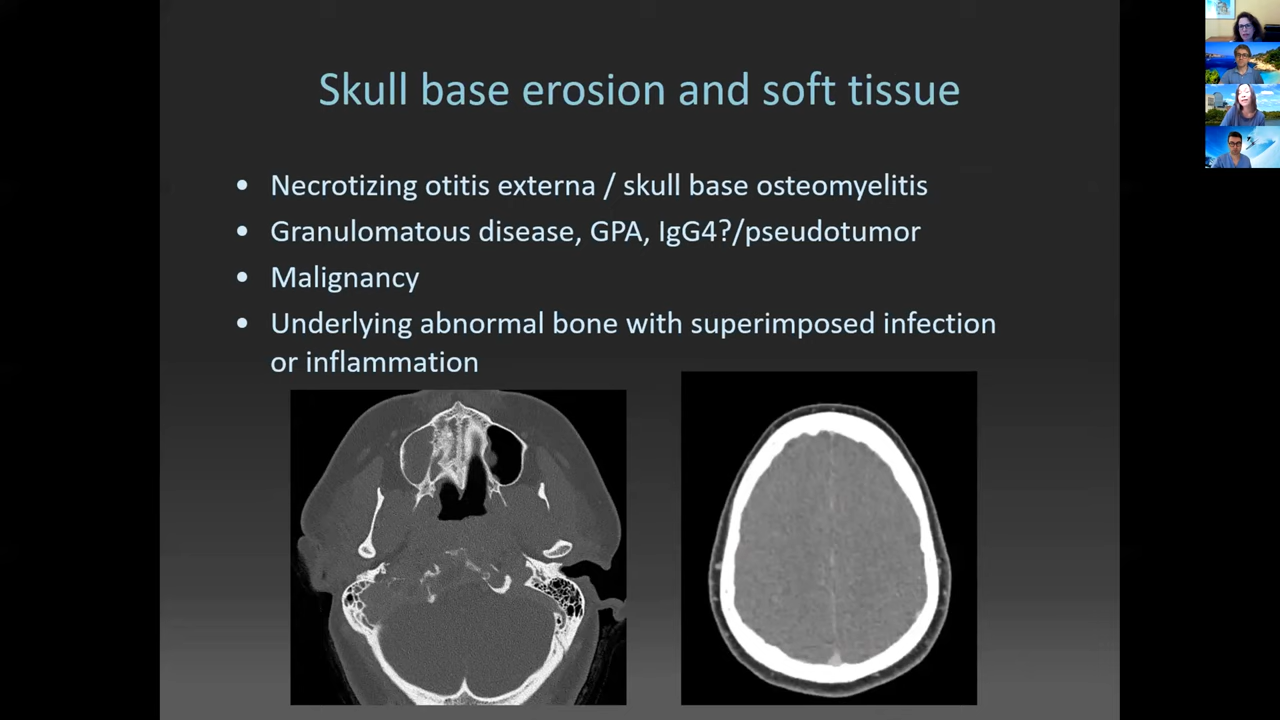 Skull base erosion and soft tissue
• Necrotizing otitis externa / skull base osteomyelitis
• Granulomatous disease, GPA, IgG4?/pseudotumor
• Malignancy
• Underlying abnormal bone with superimposed infection
or inflammation